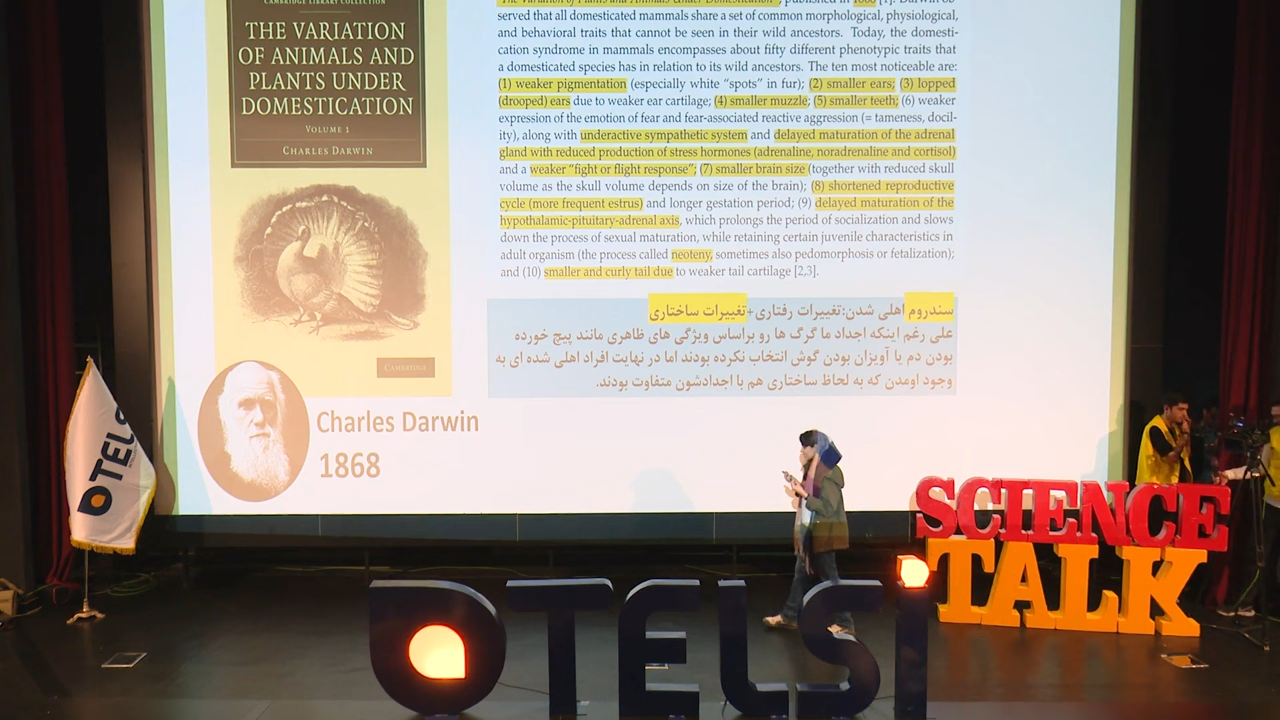 CAMBRIDGE LIBRARY COLLECTION
THE VARIATION
OF ANIMALS AND
PLANTS UNDER
DOMESTICATION
VOLUME 1
CHARLES DARWIN
CAMBRIDGE
Charles Darwin
1868
The Variation of Plants and Animals Under Domestication", published in 1868 [1]. Darwin ob-
served that all domesticated mammals share a set of common morphological, physiological,
and behavioral traits that cannot be seen in their wild ancestors. Today, the domesti-
cation syndrome in mammals encompasses about fifty different phenotypic traits that
a domesticated species has in relation to its wild ancestors. The ten most noticeable are:
(1) weaker pigmentation (especially white “spots” in fur); (2) smaller ears; (3) lopped
(drooped) ears due to weaker ear cartilage; (4) smaller muzzle; (5) smaller teeth; (6) weaker
expression of the emotion of fear and fear-associated reactive aggression (= tameness, docil-
ity), along with underactive sympathetic system and delayed maturation of the adrenal
gland with reduced production of stress hormones (adrenaline, noradrenaline and cortisol)
and a weaker “fight or flight response”; (7) smaller brain size (together with reduced skull
volume as the skull volume depends on size of the brain); (8) shortened reproductive
cycle (more frequent estrus) and longer gestation period; (9) delayed maturation of the
hypothalamic-pituitary-adrenal axis, which prolongs the period of socialization and slows
down the process of sexual maturation, while retaining certain juvenile characteristics in
adult organism (the process called neoteny, sometimes also pedomorphosis or fetalization);
and (10) smaller and curly tail due to weaker tail cartilage [2,3].
سندروم اهلی شدن:تغییرات رفتاری+تغییرات ساختاری
علی رغم اینکه اجداد ما گرگ ها رو براساس ویژگی های ظاهری مانند پیچ خورده
بودن دم یا آویزان بودن گوش انتخاب نکرده بودند اما در نهایت افراد اهلی شده ای به
وجود اومدن که به لحاظ ساختاری هم با اجدادشون متفاوت بودند.
TELSI
SCIENCE
TALK
TELSI